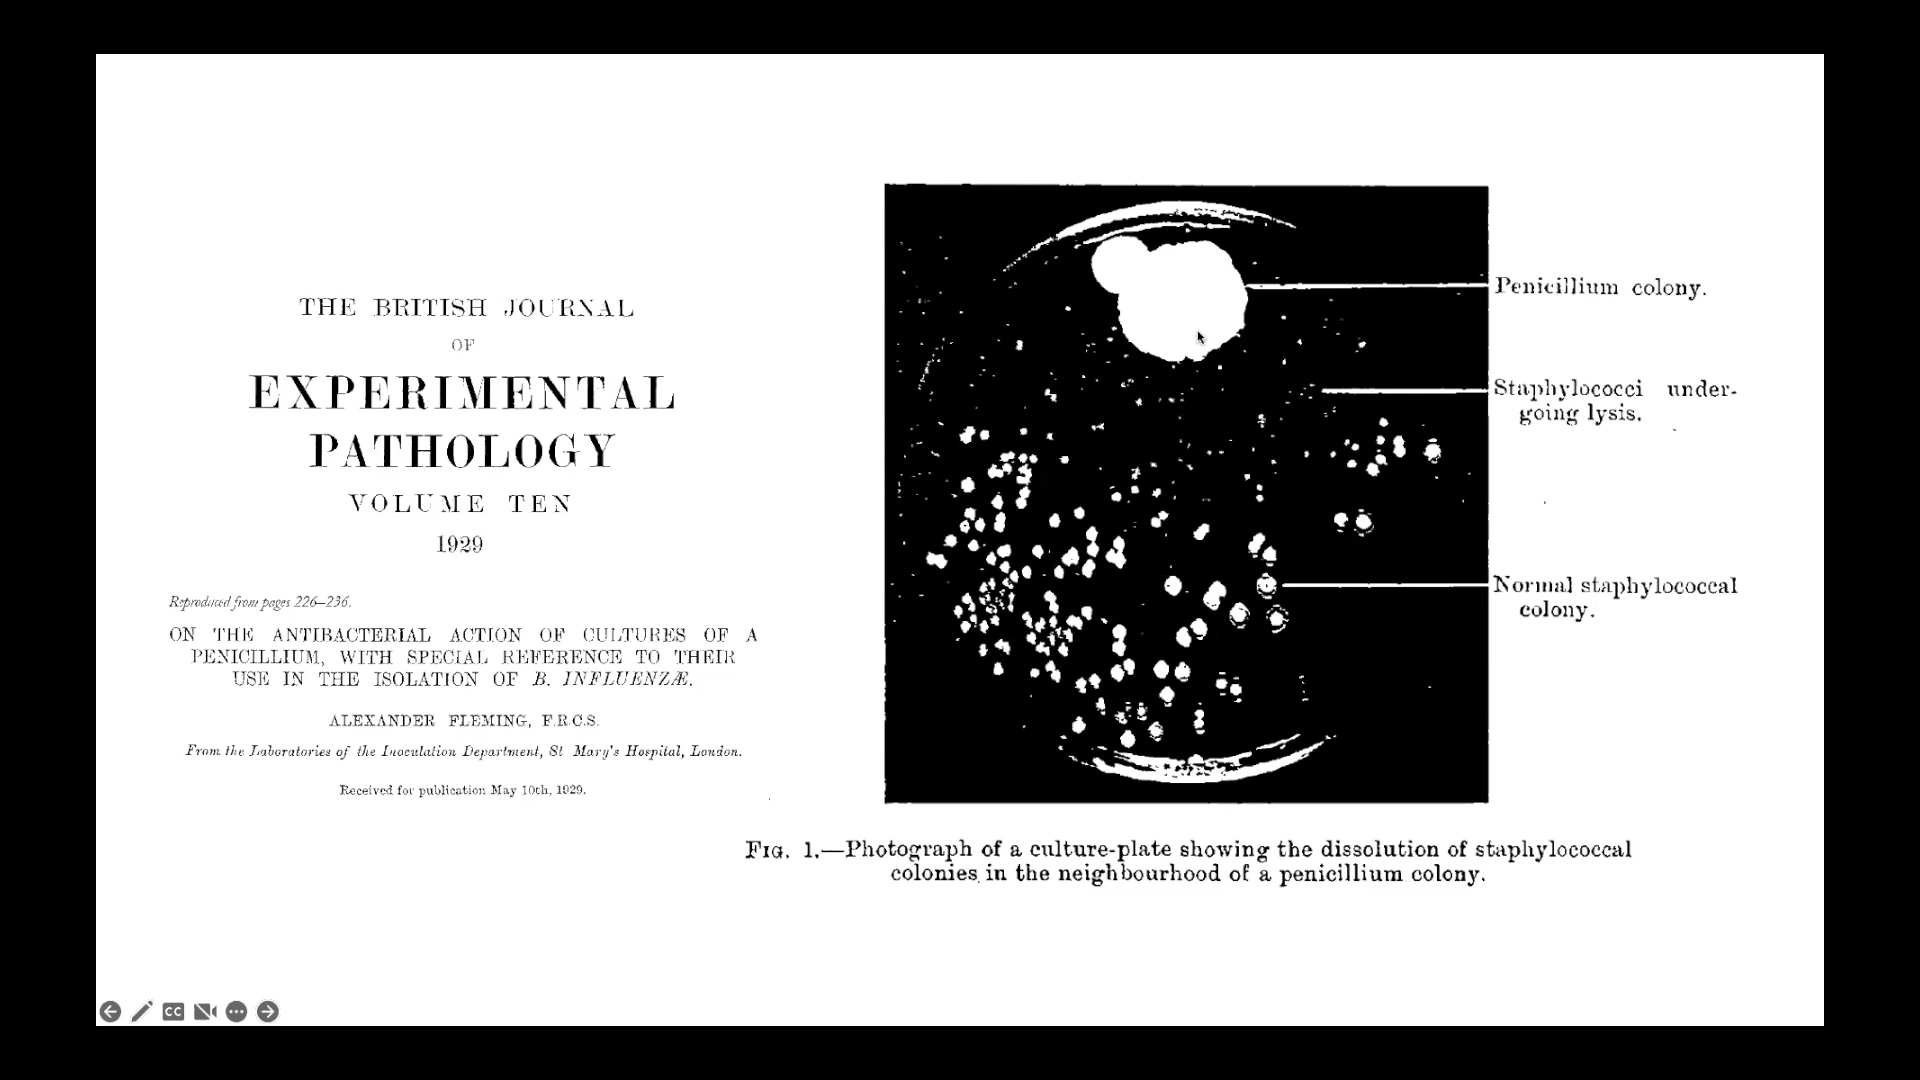 THE BRITISH JOURNAL
OF
EXPERIMENTAL
PATHOLOGY
VOLUME TEN
1929
Reproduced from pages 226–236.
ON THE ANTIBACTERIAL ACTION OF CULTURES OF A
PENICILLIUM, WITH SPECIAL REFERENCE TO THEIR
USE IN THE ISOLATION OF B. INFLUENZÆ.
ALEXANDER FLEMING, F.R.C.S.
From the Laboratories of the Inoculation Department, St Mary's Hospital, London.
Received for publication May 10th, 1929.
Penicillium colony.
Staphylococci under-
going lysis.
Normal staphylococcal
colony.
FIG. 1.—Photograph of a culture-plate showing the dissolution of staphylococcal
colonies in the neighbourhood of a penicillium colony.
CC